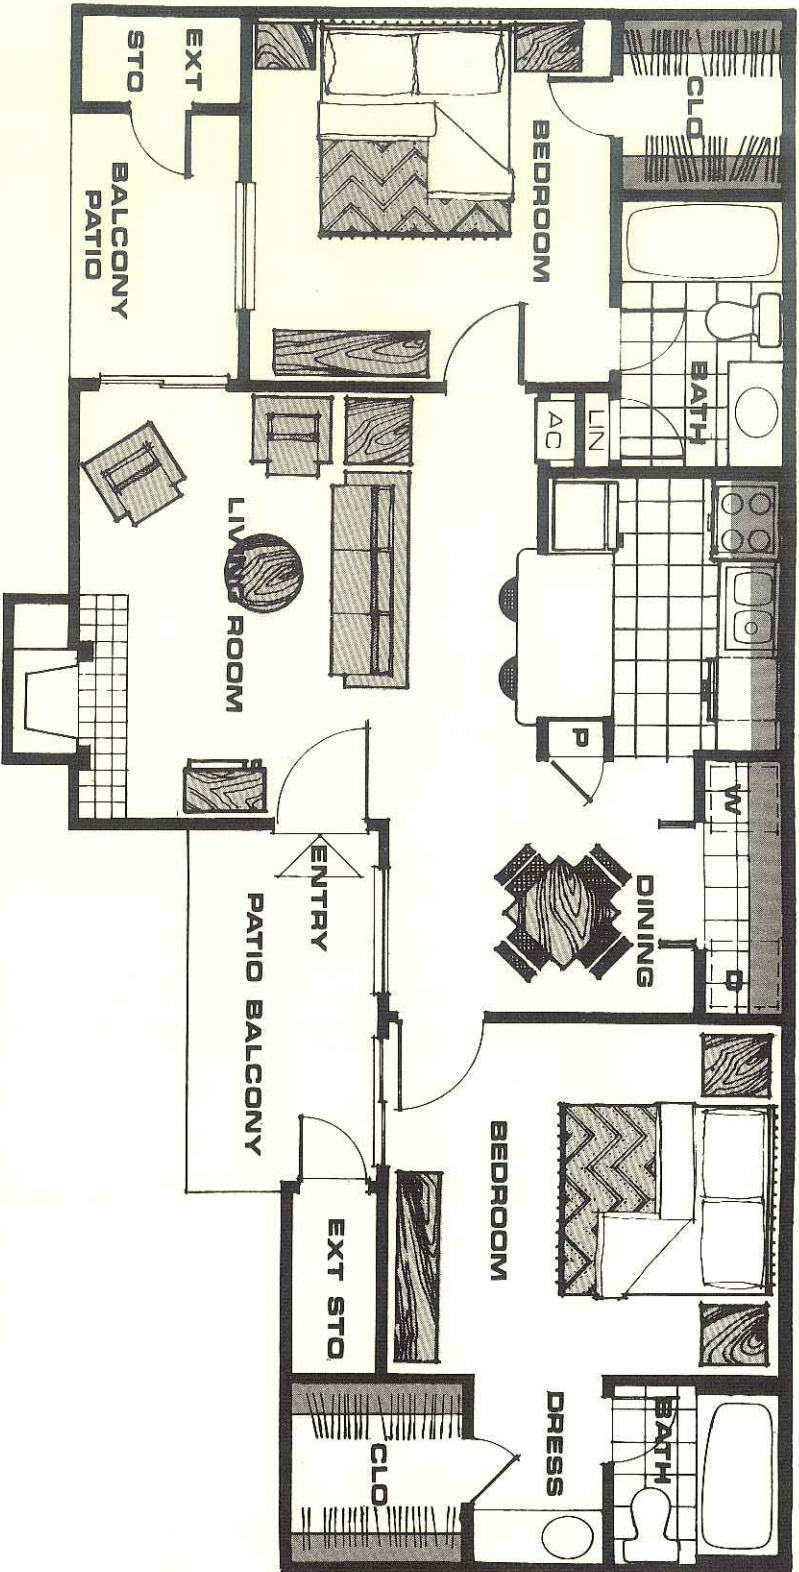 W
D
CLO
BATH
BATH
DINING
LIN
P
AC
DRESS
BEDROOM
BEDROOM
CLO
EXT STO
ENTRY
PATIO BALCONY
LIVING ROOM
EXT
STO
BALCONY
PATIO